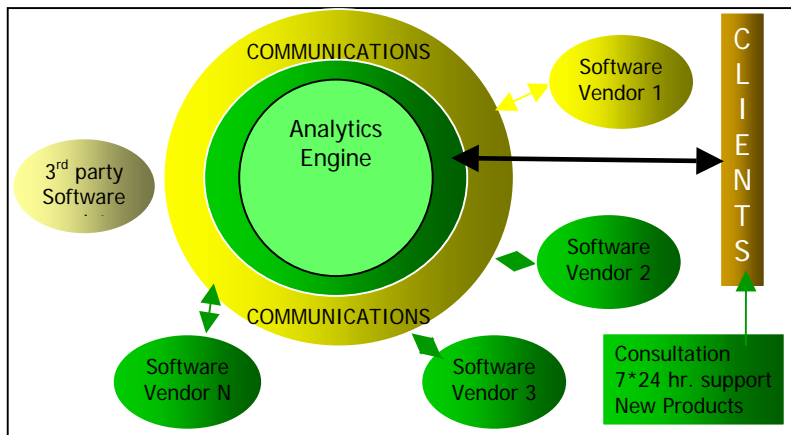 COMMUNICATIONS
Software
Vendor 1
CLIENTS
Analytics
Engine
3rd party
Software
Software
Vendor 2
COMMUNICATIONS
Software
Vendor N
Software
Vendor 3
Consultation
7*24 hr. support
New Products